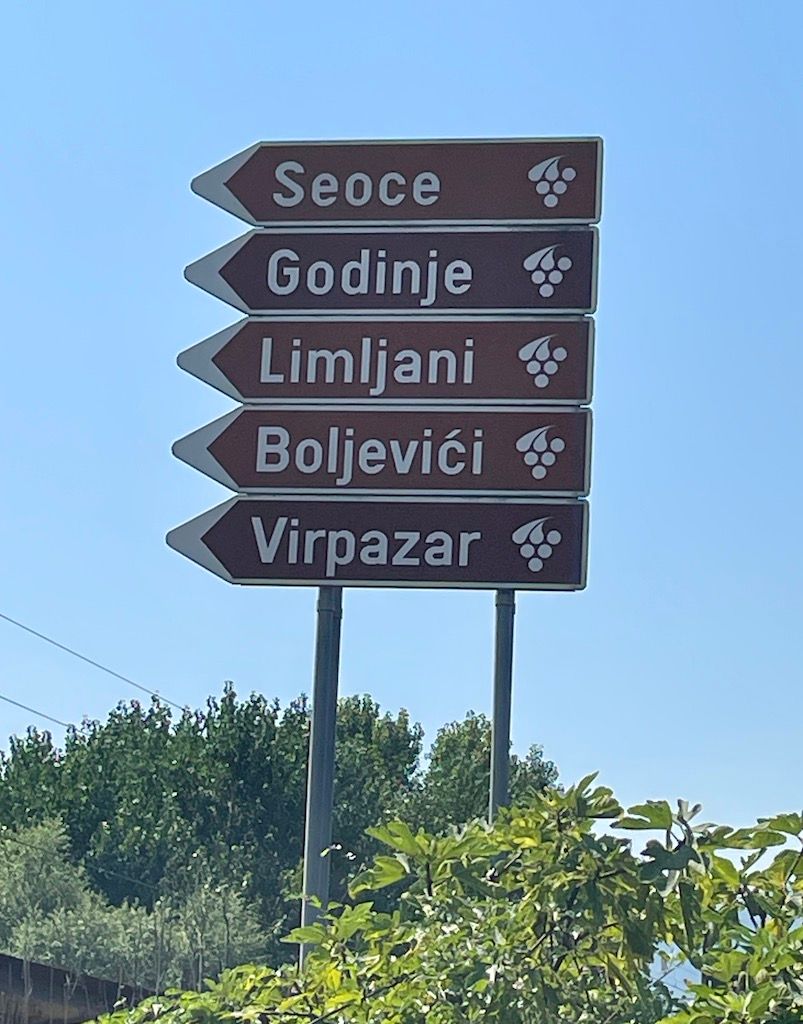 Seoce
Godinje
Limljani
Boljevići
Virpazar